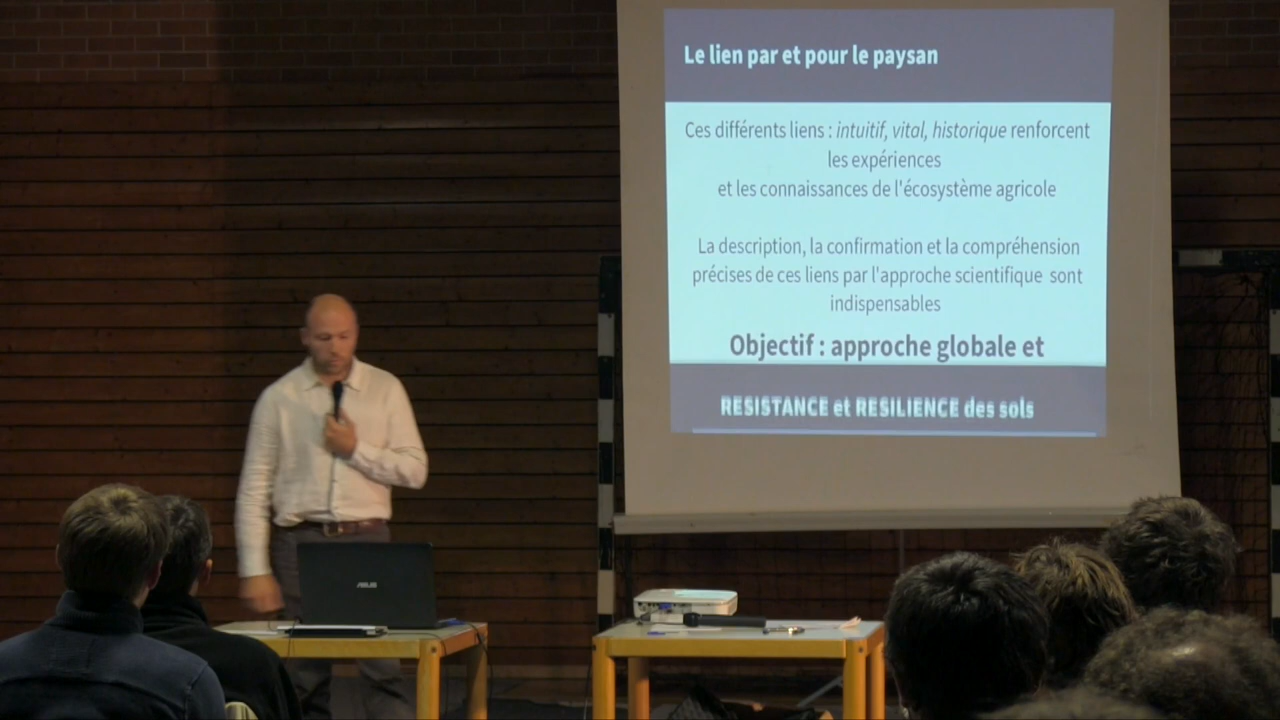 Le lien par et pour le paysan
Ces différents liens : intuitif, vital, historique renforcent
les expériences
et les connaissances de l'écosystème agricole
La description, la confirmation et la compréhension
précises de ces liens par l'approche scientifique sont
indispensables
Objectif : approche globale et
RESISTANCE et RESILIENCE des sols
ASUS